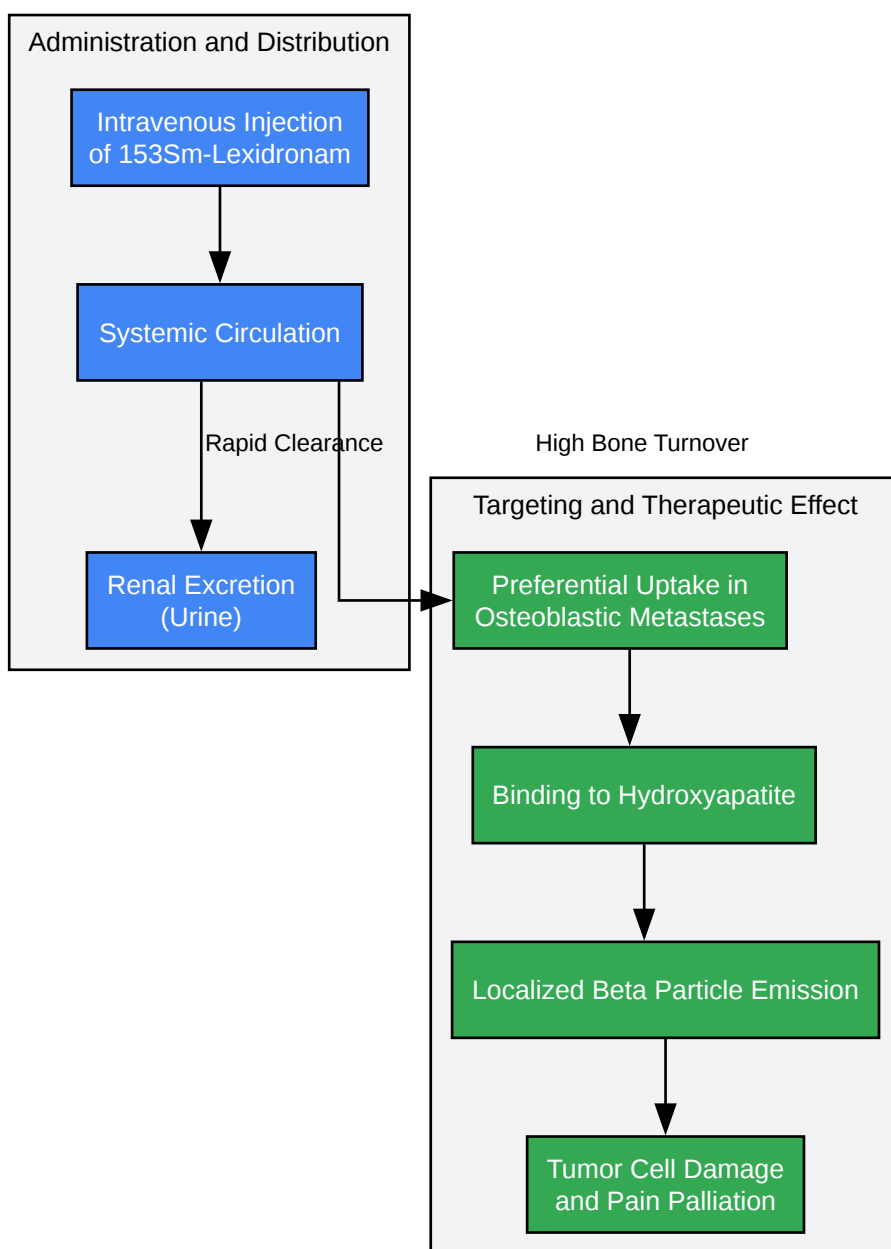 Administration and Distribution
Intravenous Injection
of 153Sm-Lexidronam
Systemic Circulation
Rapid Clearance
High Bone Turnover
Renal Excretion
(Urine)
Targeting and Therapeutic Effect
Preferential Uptake in
Osteoblastic Metastases
Binding to Hydroxyapatite
Localized Beta Particle Emission
Tumor Cell Damage
and Pain Palliation